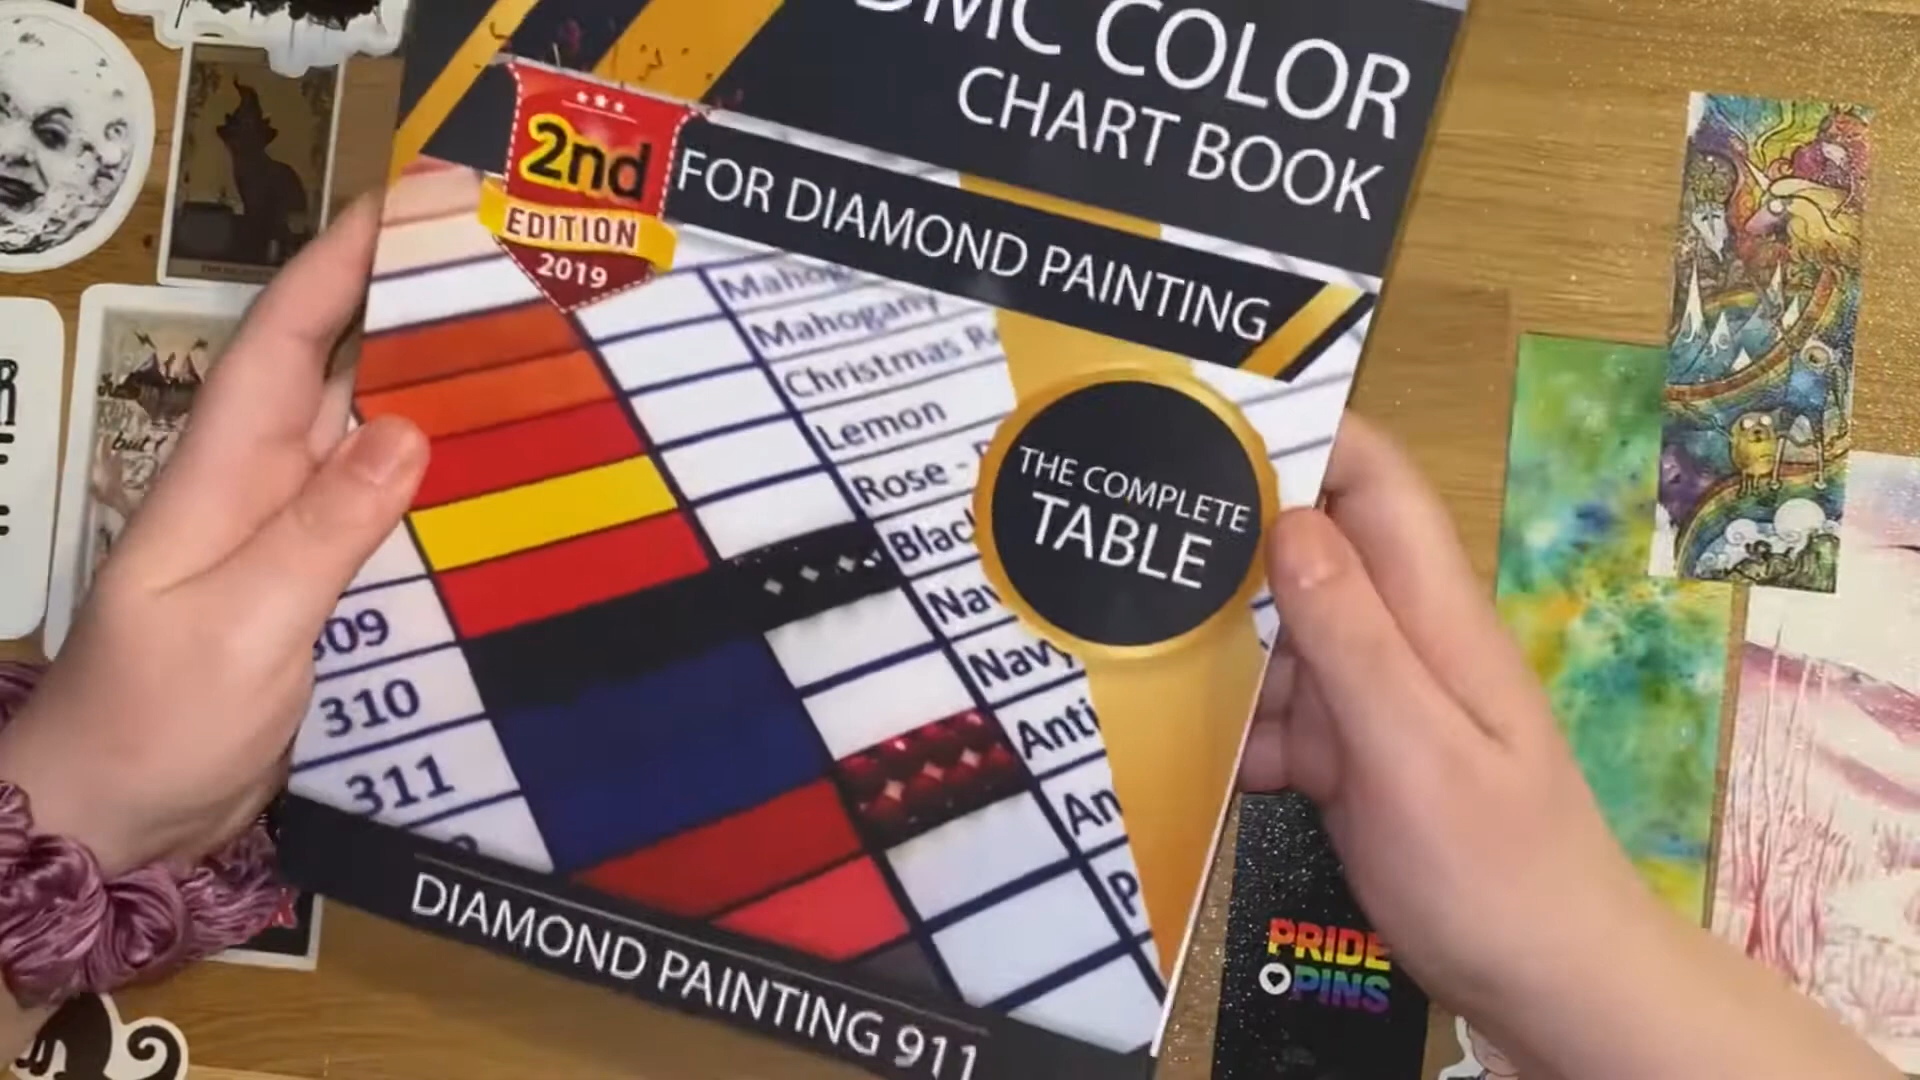 DMC COLOR
CHART BOOK
2nd
EDITION
2019
FOR DIAMOND PAINTING
Mahogany
Christmas
Lemon
Rose -
THE COMPLETE
TABLE
310
311
DIAMOND PAINTING 911
but
PRIDE
PINS